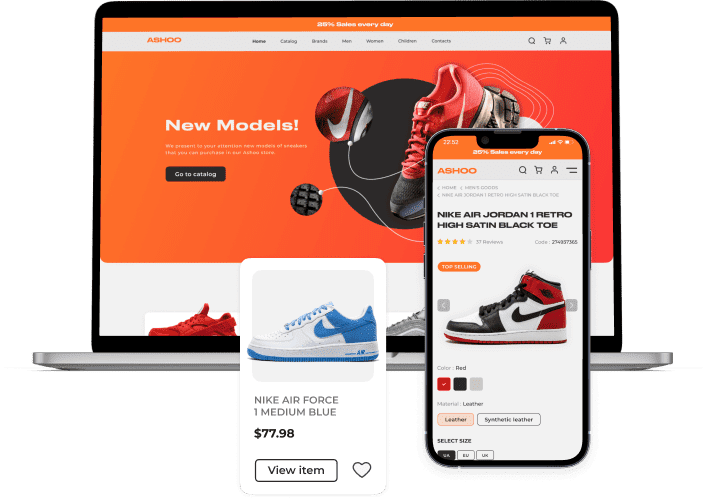 25% Sales every day
ASHOO
Home Catalog Brands Men Woman Children Contacts
New Models!
We present to your attention new models of sneakers
that you can purchase in our Ashoo store.
Go to catalog
NIKE AIR FORCE
1 MEDIUM BLUE
$77.98
View item
22:52
25% Sales every day
ASHOO
HOME MEN'S GOODS
NIKE AIR JORDAN 1 RETRO HIGH SATIN BLACK TOE
NIKE AIR JORDAN 1 RETRO
HIGH SATIN BLACK TOE
37 Reviews Code : 274937365
TOP SELLING
Color : Red
Material : Leather
Leather Synthetic leather
SELECT SIZE
EU UK